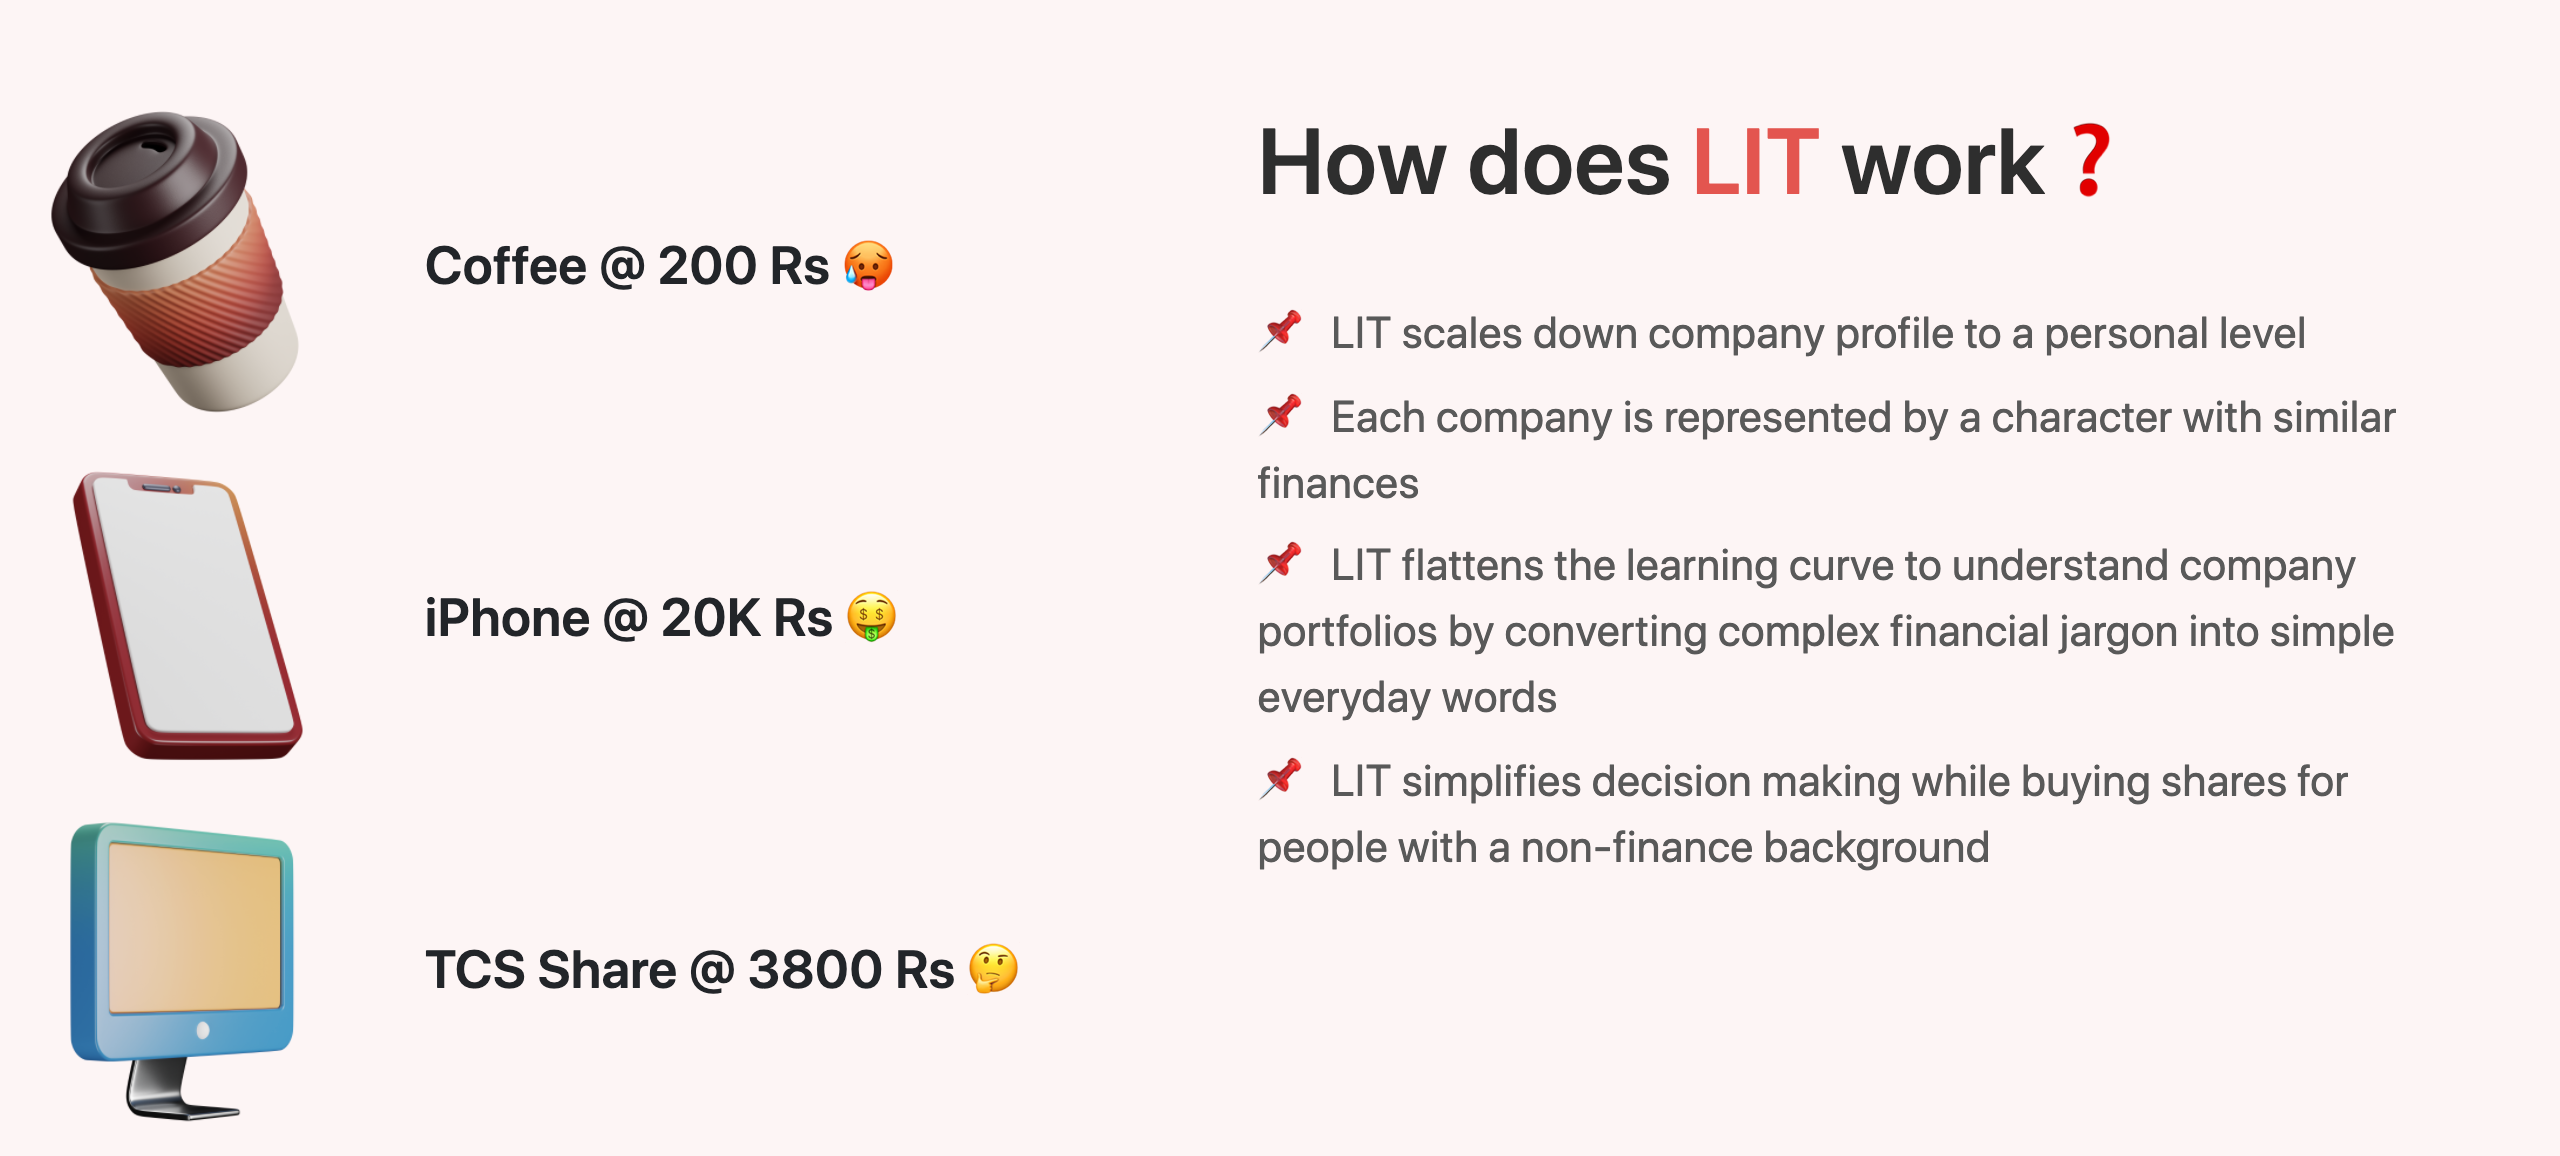 Coffee @ 200 Rs 🥵
iPhone @ 20K Rs 🤑
TCS Share @ 3800 Rs 🤔
How does LIT work ❓
📌 LIT scales down company profile to a personal level
📌 Each company is represented by a character with similar
finances
📌 LIT flattens the learning curve to understand company
portfolios by converting complex financial jargon into simple
everyday words
📌 LIT simplifies decision making while buying shares for
people with a non-finance background